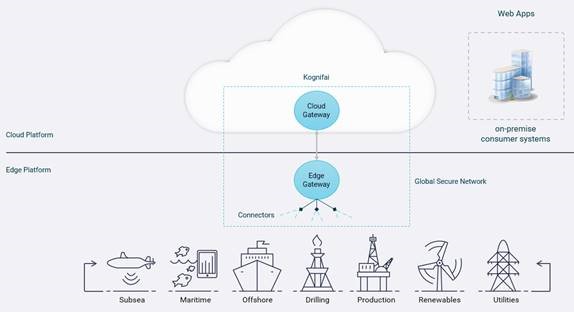 Web Apps
Kognifai
Cloud
Gateway
on-premise
consumer systems
Cloud Platform
Edge Platform
Edge
Gateway
Global Secure Network
Connectors
Subsea
Maritime
Offshore
Drilling
Production
Renewables
Utilities